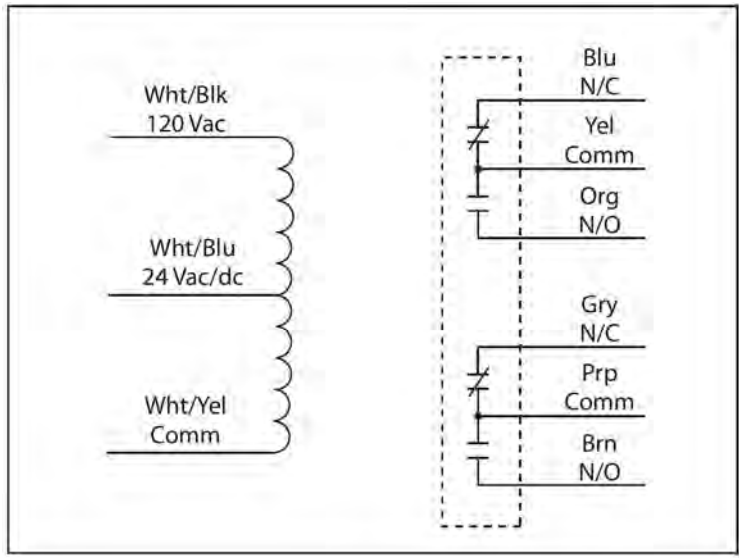 Wht/Blk
120 Vac
Wht/Blu
24 Vac/dc
Wht/Yel
Comm
Blu
N/C
Yel
Comm
Org
N/O
Gry
N/C
Prp
Comm
Brn
N/O